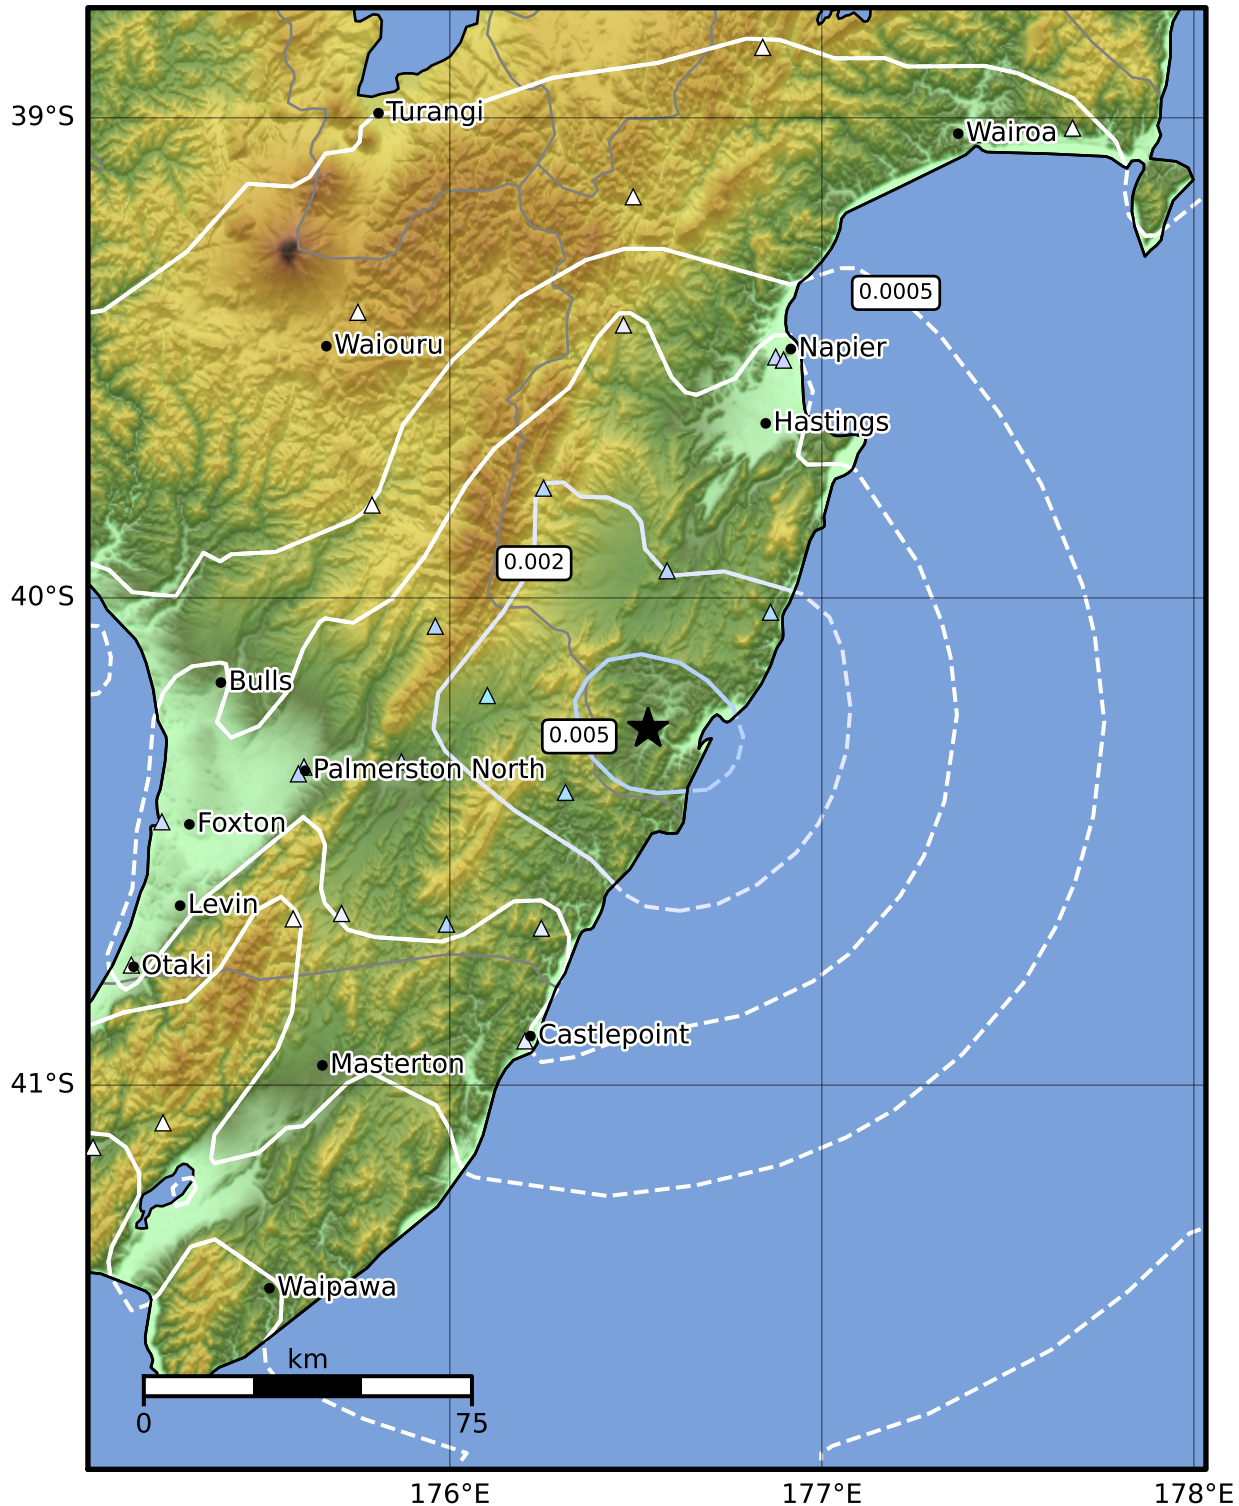 Turangi
39°S
Wairoa
0.0005
Waiouru
Napier
Hastings
0.002
40°S
Bulls
0.005
Palmerston North
Foxton
Levin
Otaki
Castlepoint
Masterton
41°S
Waipawa
km
0
75
176°E
177°E
178°E